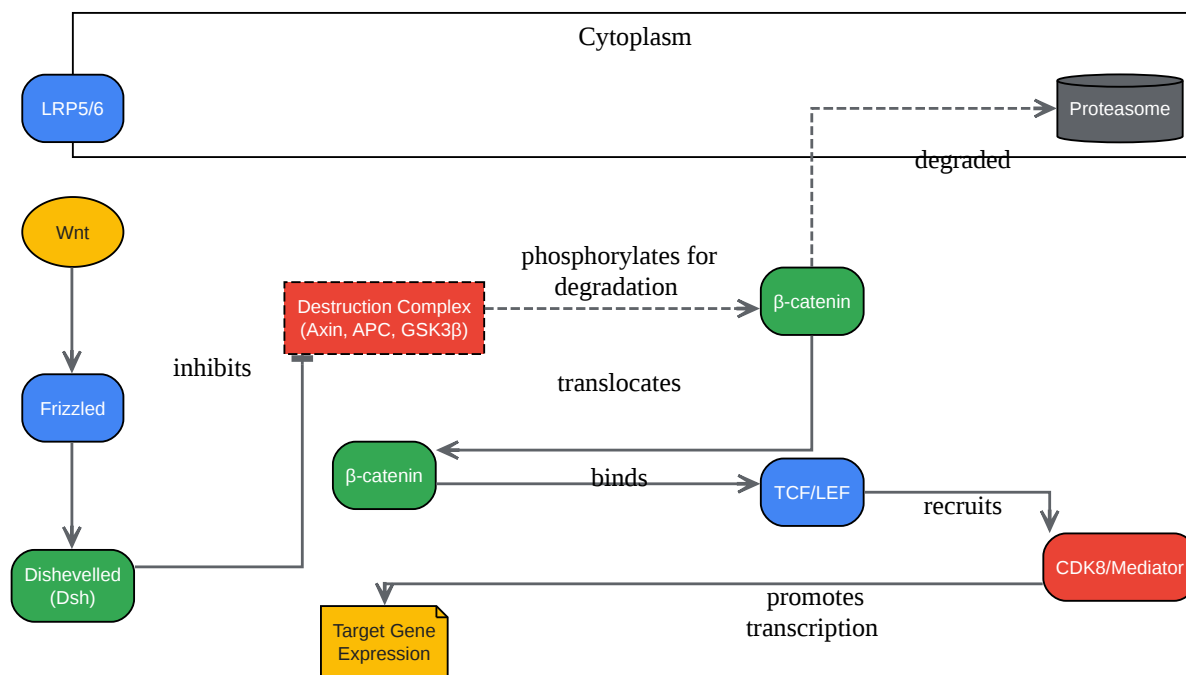 Cytoplasm
LRP5/6
Proteasome
degraded
Wnt
phosphorylates for
degradation
Destruction Complex
(Axin, APC, GSK3β)
β-catenin
inhibits
translocates
Frizzled
β-catenin
binds
TCF/LEF
recruits
Dishevelled
(Dsh)
CDK8/Mediator
promotes
transcription
Target Gene
Expression